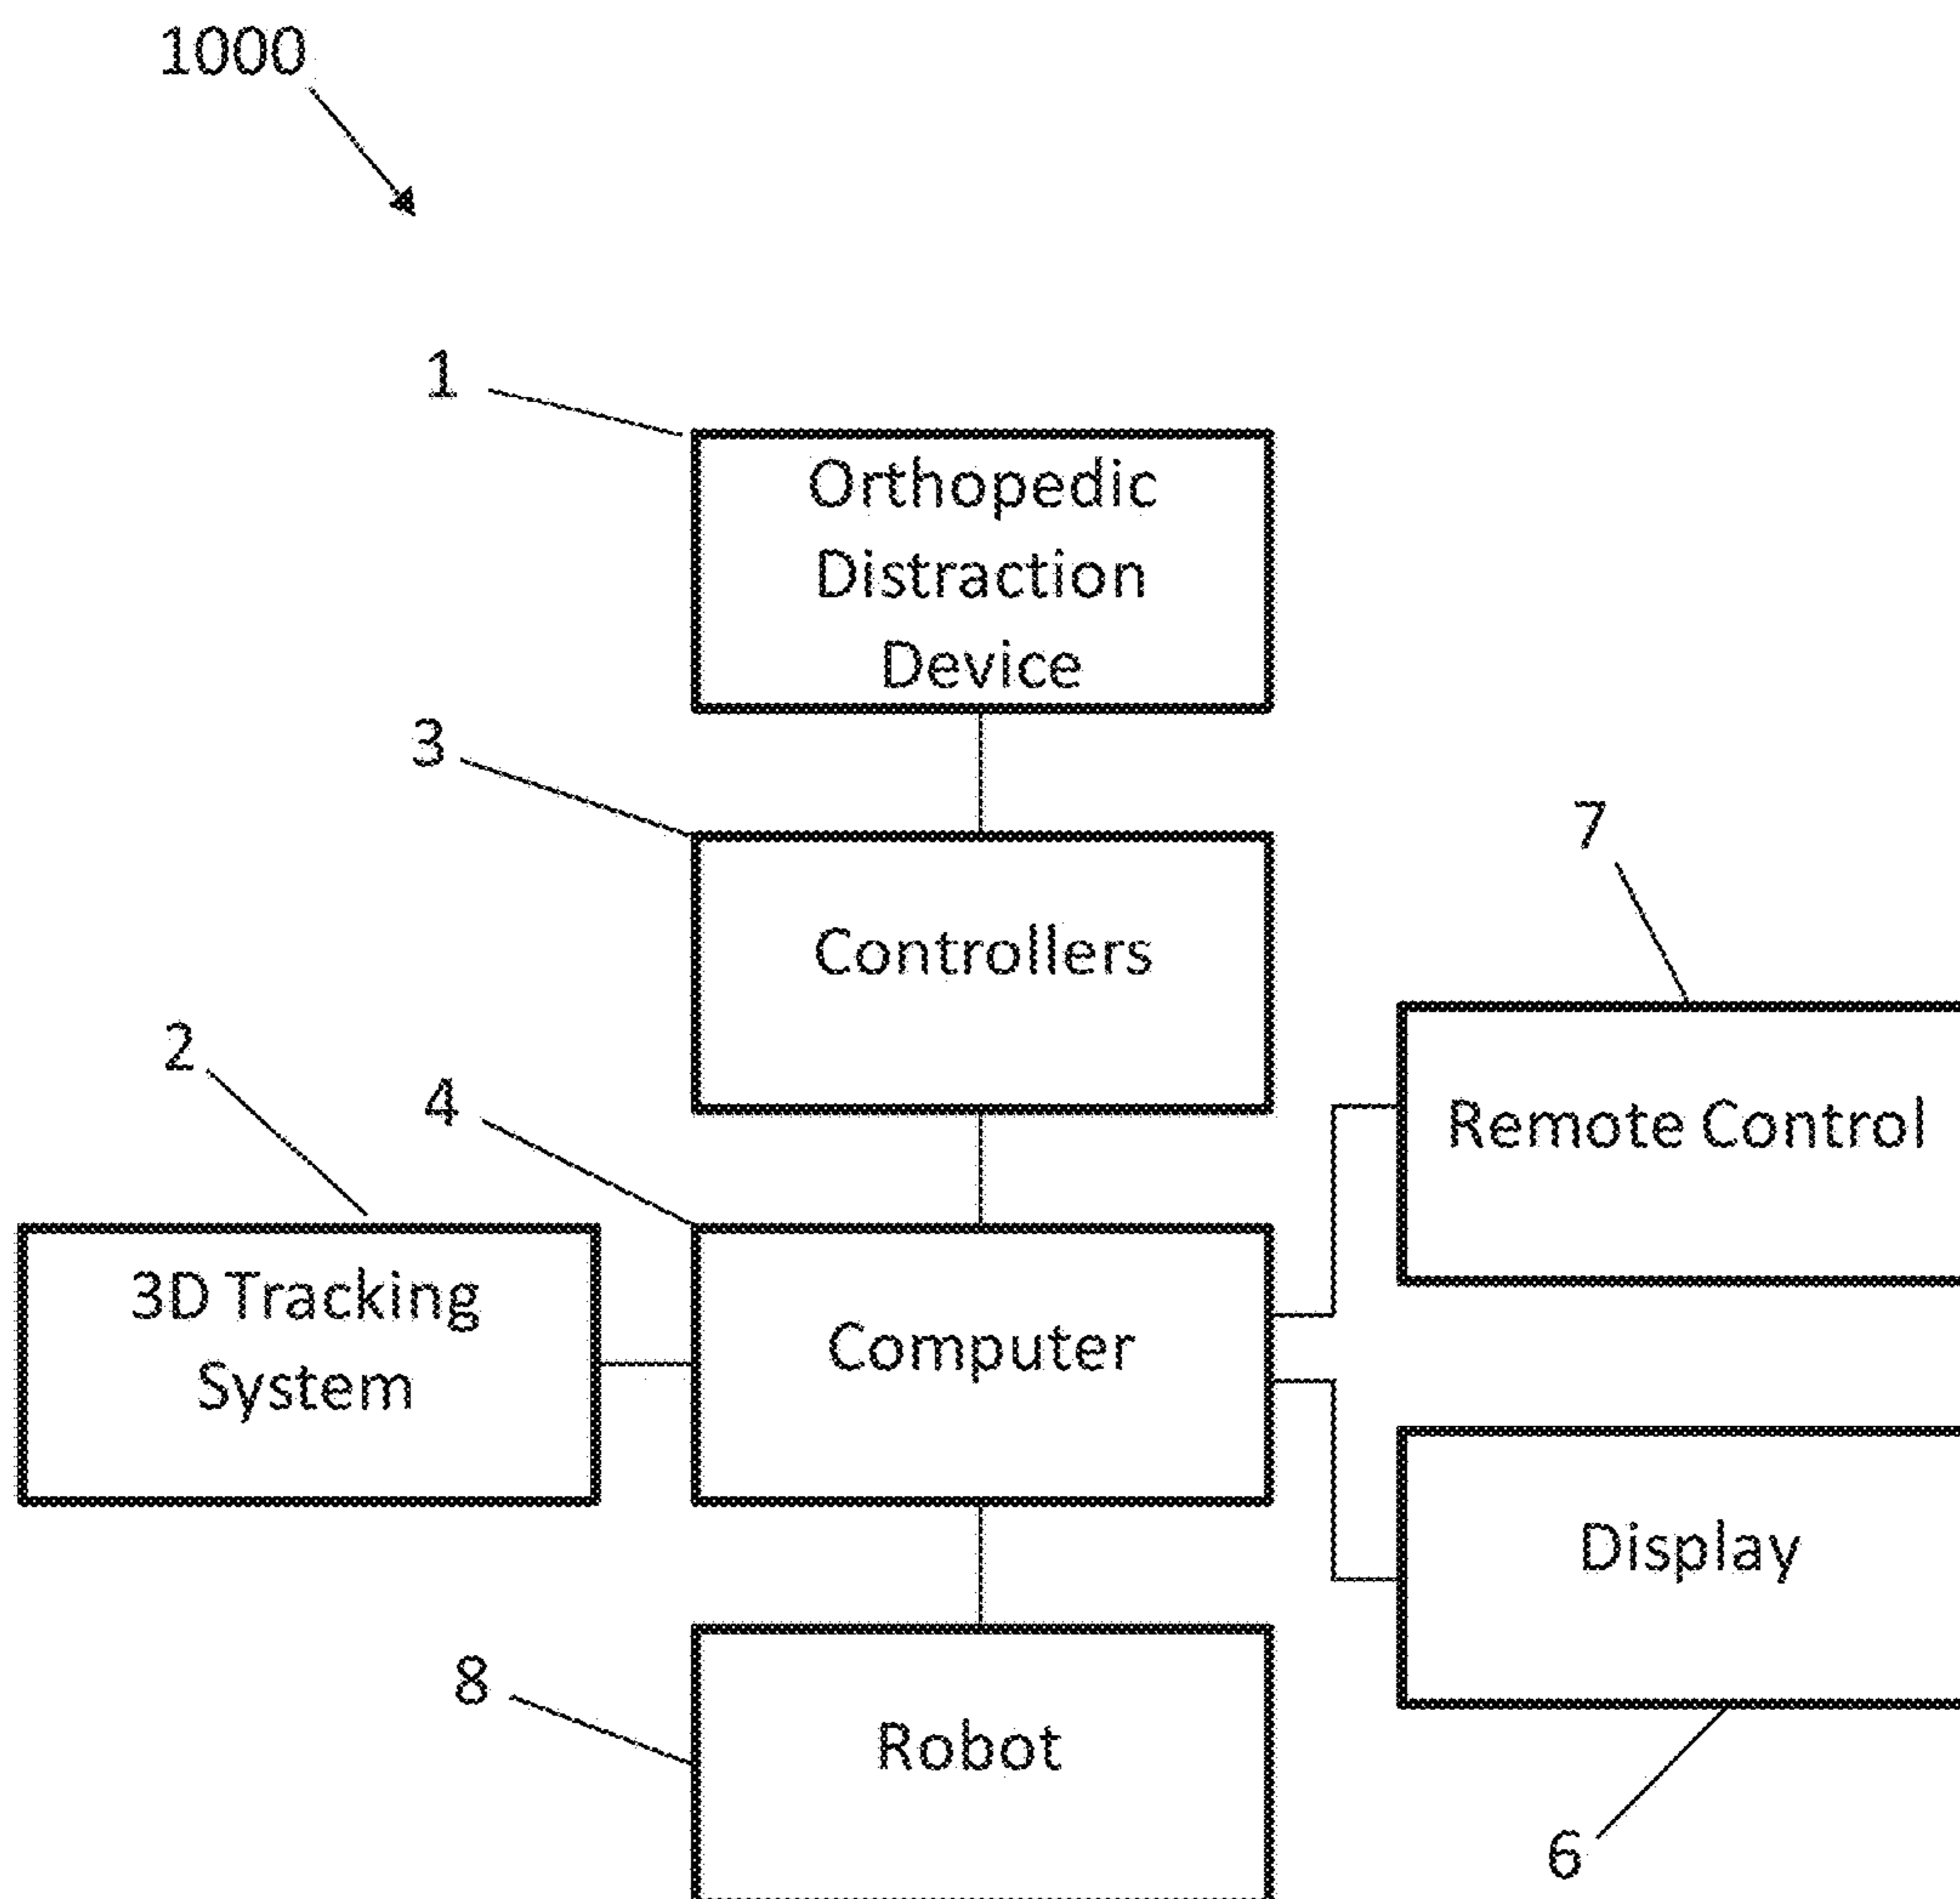 1000
1
Orthopedic
Distraction
Device
3
Controllers
7
Remote Control
2
4
3D Tracking
System
Computer
Display
8
Robot
6